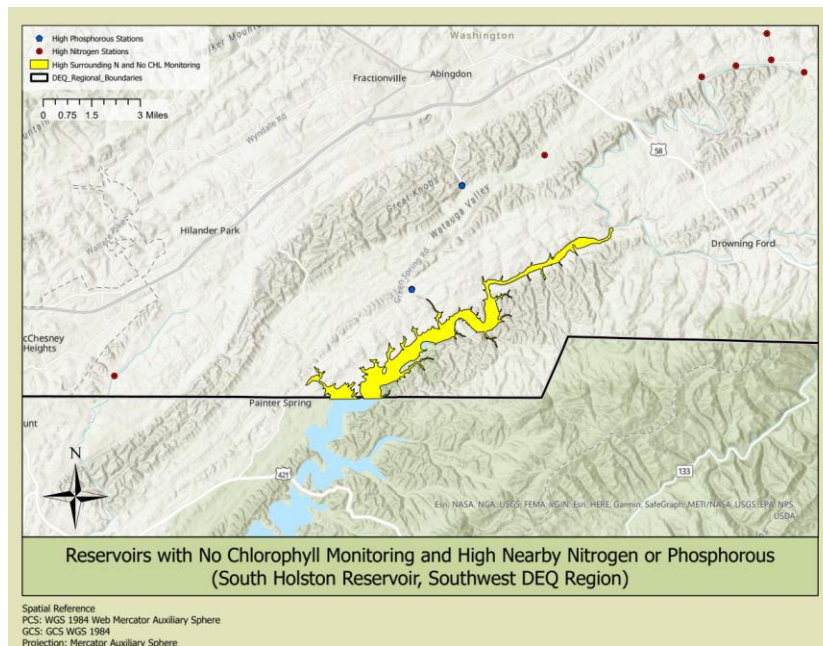 High Phosphorous Stations
High Nitrogen Stations
High Surrounding N and No CHL Monitoring
DEQ_Regional_Boundaries
0 0.75 1.5 3 Miles
Washington
Fractionville
Abingdon
Wyndale Rd
58
Great Knobs
Watauga Valley
Hilander Park
Green Spring Rd
Drowning Ford
cChesney
Heights
Painter Spring
unt
N
421
133
Esri, NASA, NGA, USGS, FEMA, VGIN, Esri, HERE, Garmin, SafeGraph, METI/NASA, USGS, EPA, NPS,
USDA
Reservoirs with No Chlorophyll Monitoring and High Nearby Nitrogen or Phosphorous
(South Holston Reservoir, Southwest DEQ Region)
Spatial Reference
PCS: WGS 1984 Web Mercator Auxiliary Sphere
GCS: GCS WGS 1984
Projection: Mercator Auxiliary Sphere